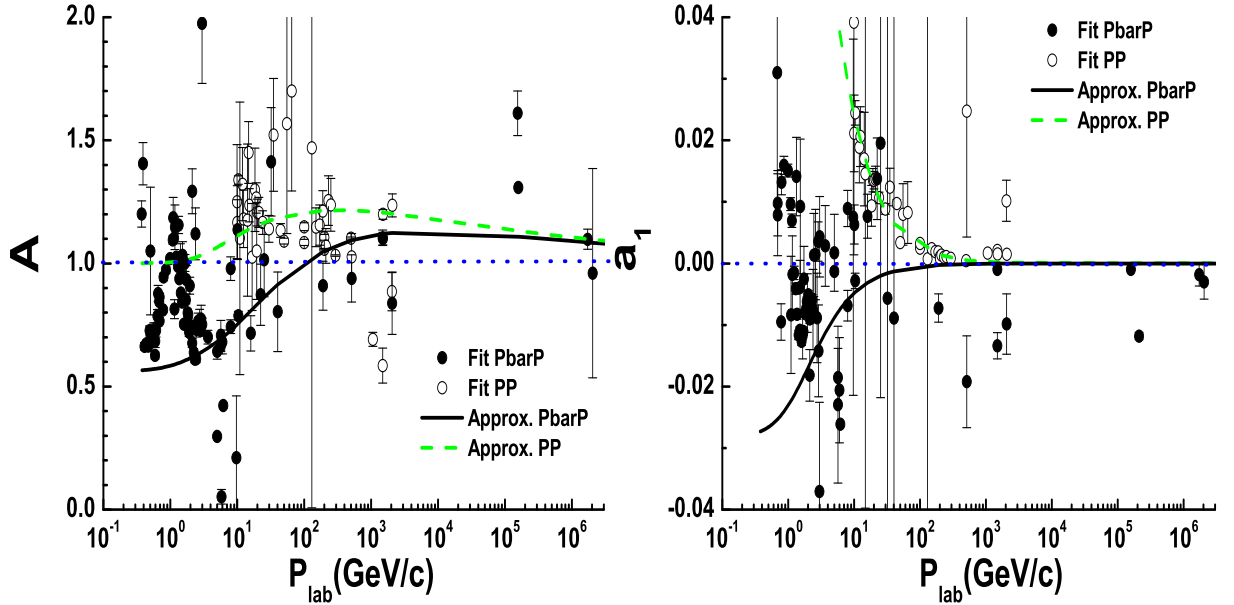 2.0
1.5
1.0
0.5
0.0
A
Fit PbarP
Fit PP
Approx. PbarP
Approx. PP
10^-1 10^0 10^1 10^2 10^3 10^4 10^5 10^6
P_lab(GeV/c)
0.04
0.02
0.00
-0.02
-0.04
a_1
Fit PbarP
Fit PP
Approx. PbarP
Approx. PP
10^-1 10^0 10^1 10^2 10^3 10^4 10^5 10^6
P_lab(GeV/c)